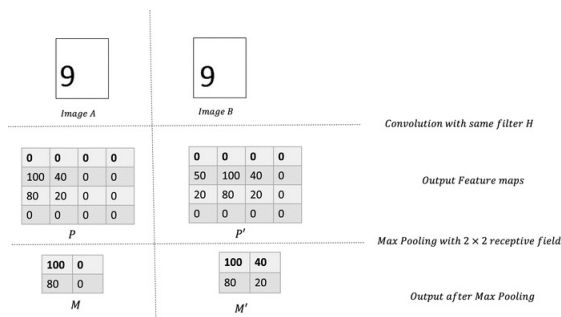 9
9
Image A
Image B
Convolution with same filter H
0 0 0 0
100 40 0 0
80 20 0 0
0 0 0 0
P
0 0 0 0
50 100 40 0
20 80 20 0
0 0 0 0
P'
Output Feature maps
Max Pooling with 2 × 2 receptive field
100 0
80 0
M
100 40
80 20
M'
Output after Max Pooling